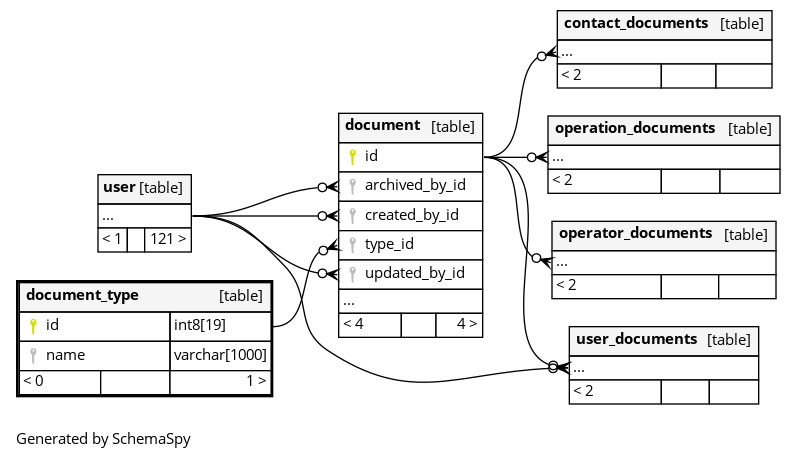 contact_documents [table]
...
< 2
operation_documents [table]
...
< 2
document [table]
id
archived_by_id
created_by_id
type_id
updated_by_id
...
< 4 4 >
user [table]
...
< 1 121 >
operator_documents [table]
...
< 2
document_type [table]
id int8[19]
name varchar[1000]
< 0 1 >
user_documents [table]
...
< 2
Generated by SchemaSpy